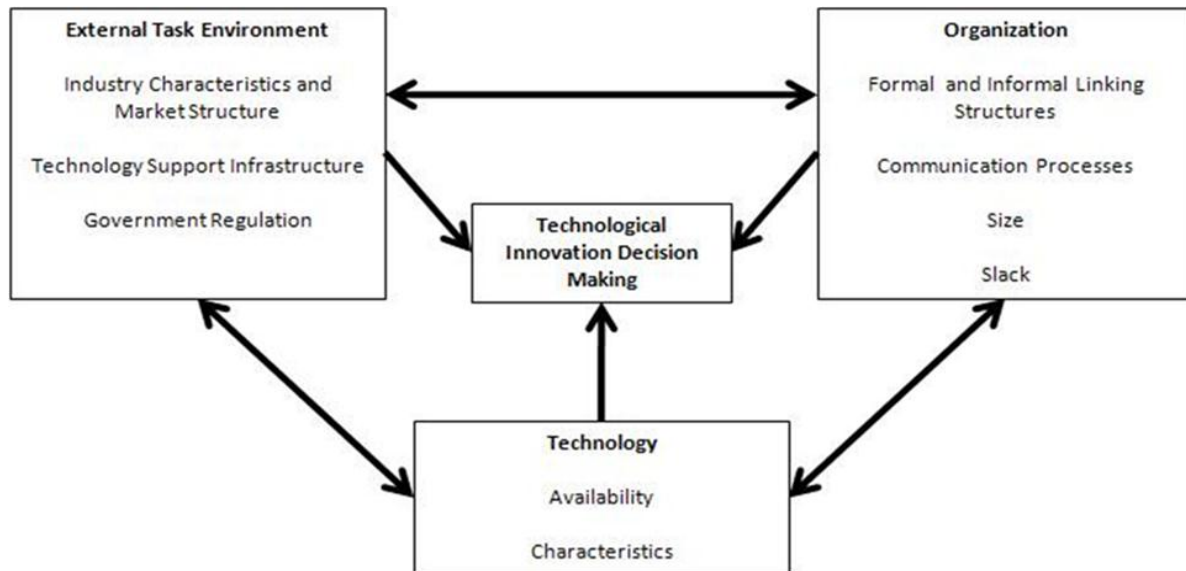 External Task Environment
Industry Characteristics and
Market Structure
Technology Support Infrastructure
Government Regulation
Organization
Formal and Informal Linking
Structures
Communication Processes
Size
Slack
Technological
Innovation Decision
Making
Technology
Availability
Characteristics